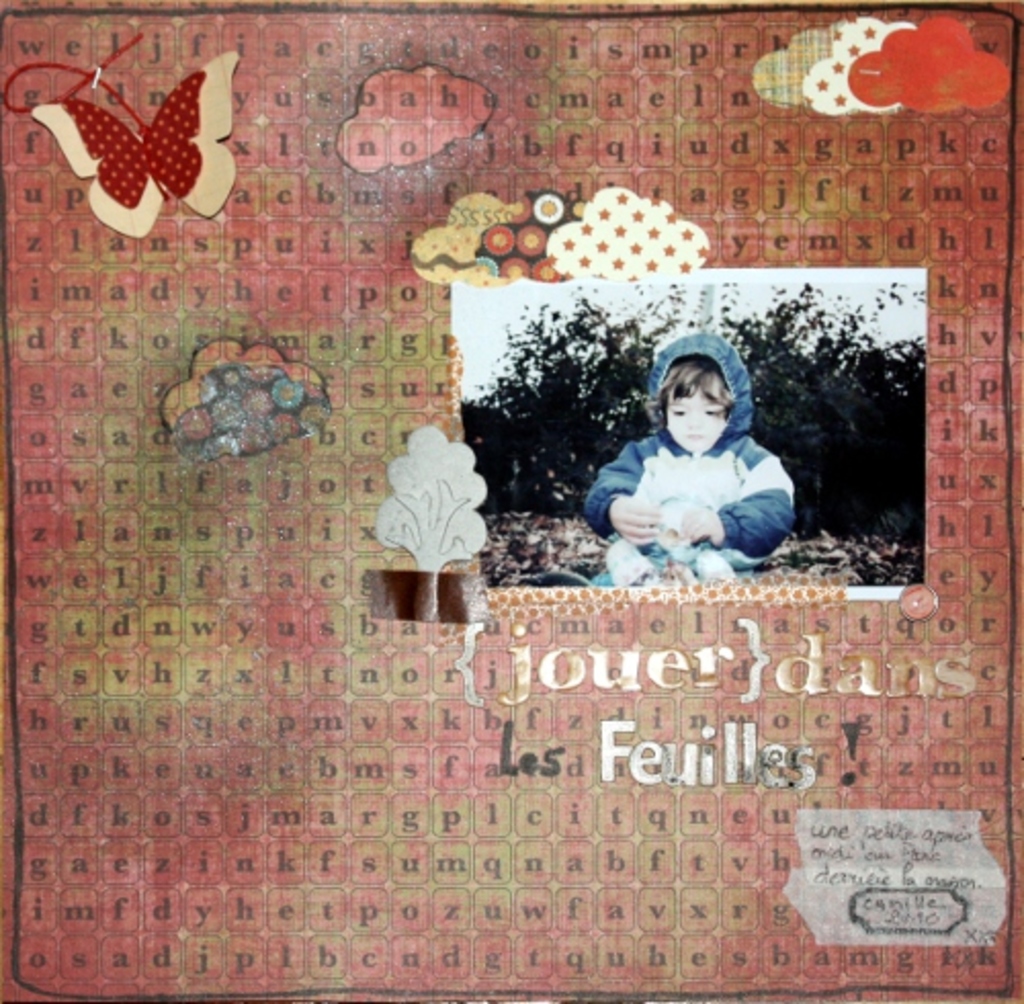 w e l j f i a c g t d e o i s m p r h v
g d n y u s b a h u c m a e l n
f x l t n o r j b f q i u d x g a p k c
u p a c b m s f t a g j f t z m u
z l a n s p u i x i y e m x d h l
i m a d y h e t p o z k n
d f k o s j m a r g p h v
g a e z s u r d p
o s a d b c i k
m v r l f a j o t u x
z l a n s p u i x h l
w e l j f i a c g e y
g t d n w y u s b a u c m a e l n a s t q o r
f s v h z x l t n o r j d c
{jouer} dans
h r u s q e p m v x k b f z d i n w o c g j t l
les Feuilles !
u p k e u a c b m s f a d f t z m u
d f k o s j m a r g p l c i t q n e u
g a e z i n k f s u m q n a b f t v h
i m f d y h e t p o z u w f a v x r g
o s a d j p l b c n d g t q u h e s b a m g k k
une petite après
midi au parc
derrière la maison.
camille
2010